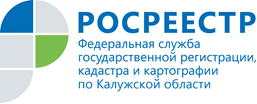 РОСРЕЕСТР
Федеральная служба
государственной регистрации,
кадастра и картографии
по Калужской области